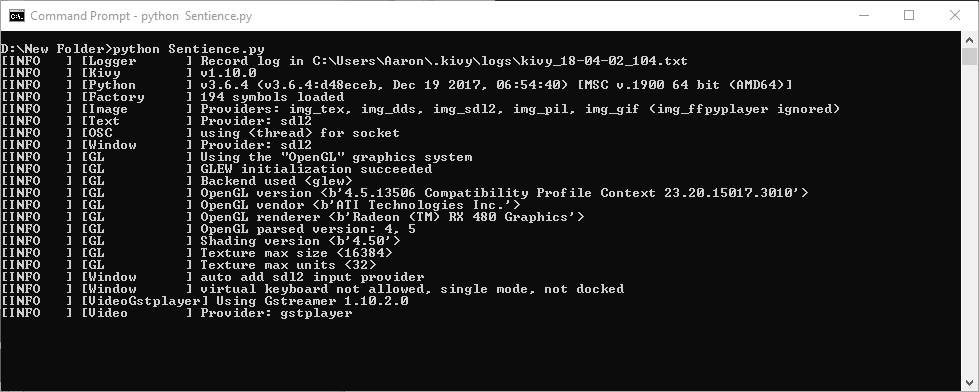 Command Prompt - python  Sentience.py
D:\New Folder>python Sentience.py
[INFO   ] [Logger      ] Record log in C:\Users\Aaron\.kivy\logs\kivy_18-04-02_104.txt
[INFO   ] [Kivy        ] v1.10.0
[INFO   ] [Python      ] v3.6.4 (v3.6.4:d48eceb, Dec 19 2017, 06:54:40) [MSC v.1900 64 bit (AMD64)]
[INFO   ] [Factory     ] 194 symbols loaded
[INFO   ] [Image       ] Providers: img_tex, img_dds, img_sdl2, img_pil, img_gif (img_ffpyplayer ignored)
[INFO   ] [Text        ] Provider: sdl2
[INFO   ] [OSC         ] using <thread> for socket
[INFO   ] [Window      ] Provider: sdl2
[INFO   ] [GL          ] Using the "OpenGL" graphics system
[INFO   ] [GL          ] GLEW initialization succeeded
[INFO   ] [GL          ] Backend used <glew>
[INFO   ] [GL          ] OpenGL version <b'4.5.13506 Compatibility Profile Context 23.20.15017.3010'>
[INFO   ] [GL          ] OpenGL vendor <b'ATI Technologies Inc.'>
[INFO   ] [GL          ] OpenGL renderer <b'Radeon (TM) RX 480 Graphics'>
[INFO   ] [GL          ] OpenGL parsed version: 4, 5
[INFO   ] [GL          ] Shading version <b'4.50'>
[INFO   ] [GL          ] Texture max size <16384>
[INFO   ] [GL          ] Texture max units <32>
[INFO   ] [Window      ] auto add sdl2 input provider
[INFO   ] [Window      ] virtual keyboard not allowed, single mode, not docked
[INFO   ] [VideoGstplayer] Using Gstreamer 1.10.2.0
[INFO   ] [Video       ] Provider: gstplayer